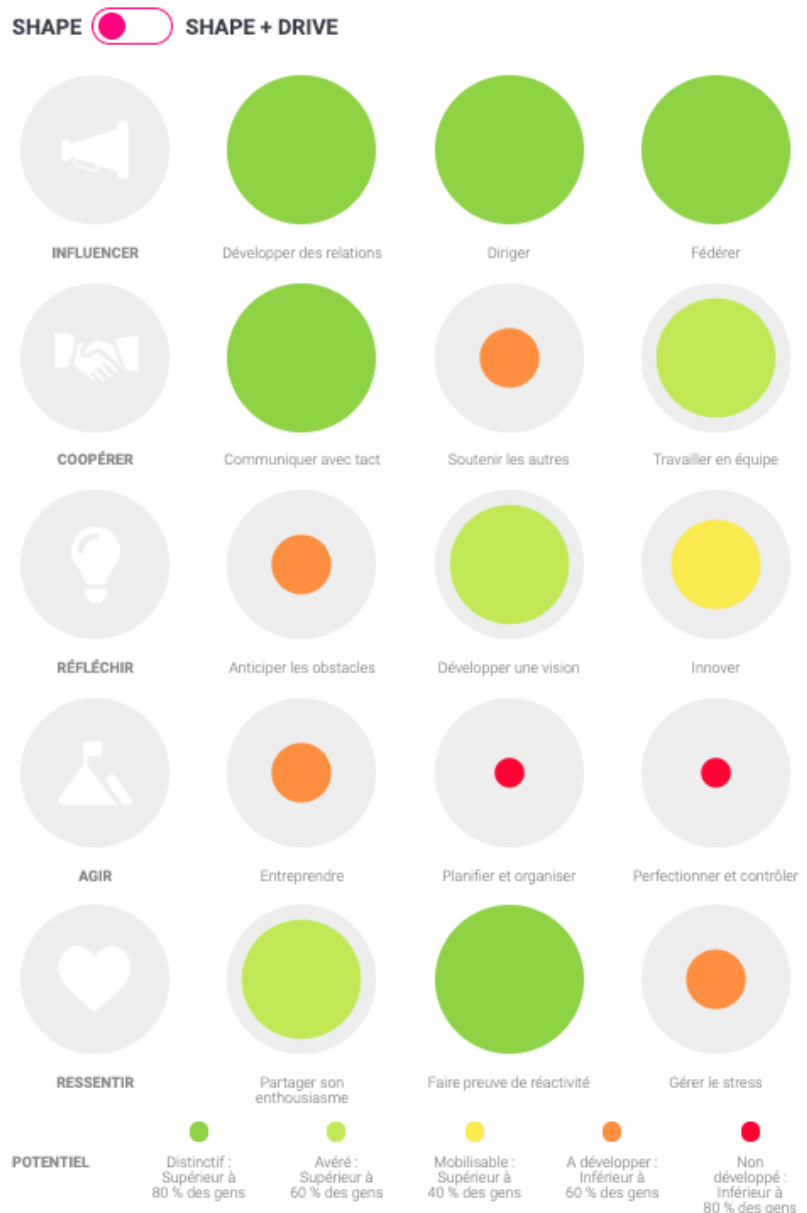 SHAPE SHAPE + DRIVE
INFLUENCER Développer des relations Diriger Fédérer
COOPÉRER Communiquer avec tact Soutenir les autres Travailler en équipe
RÉFLÉCHIR Anticiper les obstacles Développer une vision Innover
AGIR Entreprendre Planifier et organiser Perfectionner et contrôler
RESSENTIR Partager son enthousiasme Faire preuve de réactivité Gérer le stress
POTENTIEL
Distinctif :
Supérieur à
80 % des gens
Avéré :
Supérieur à
60 % des gens
Mobilisable :
Supérieur à
40 % des gens
A développer :
Inférieur à
60 % des gens
Non
développé :
Inférieur à
80 % des gens